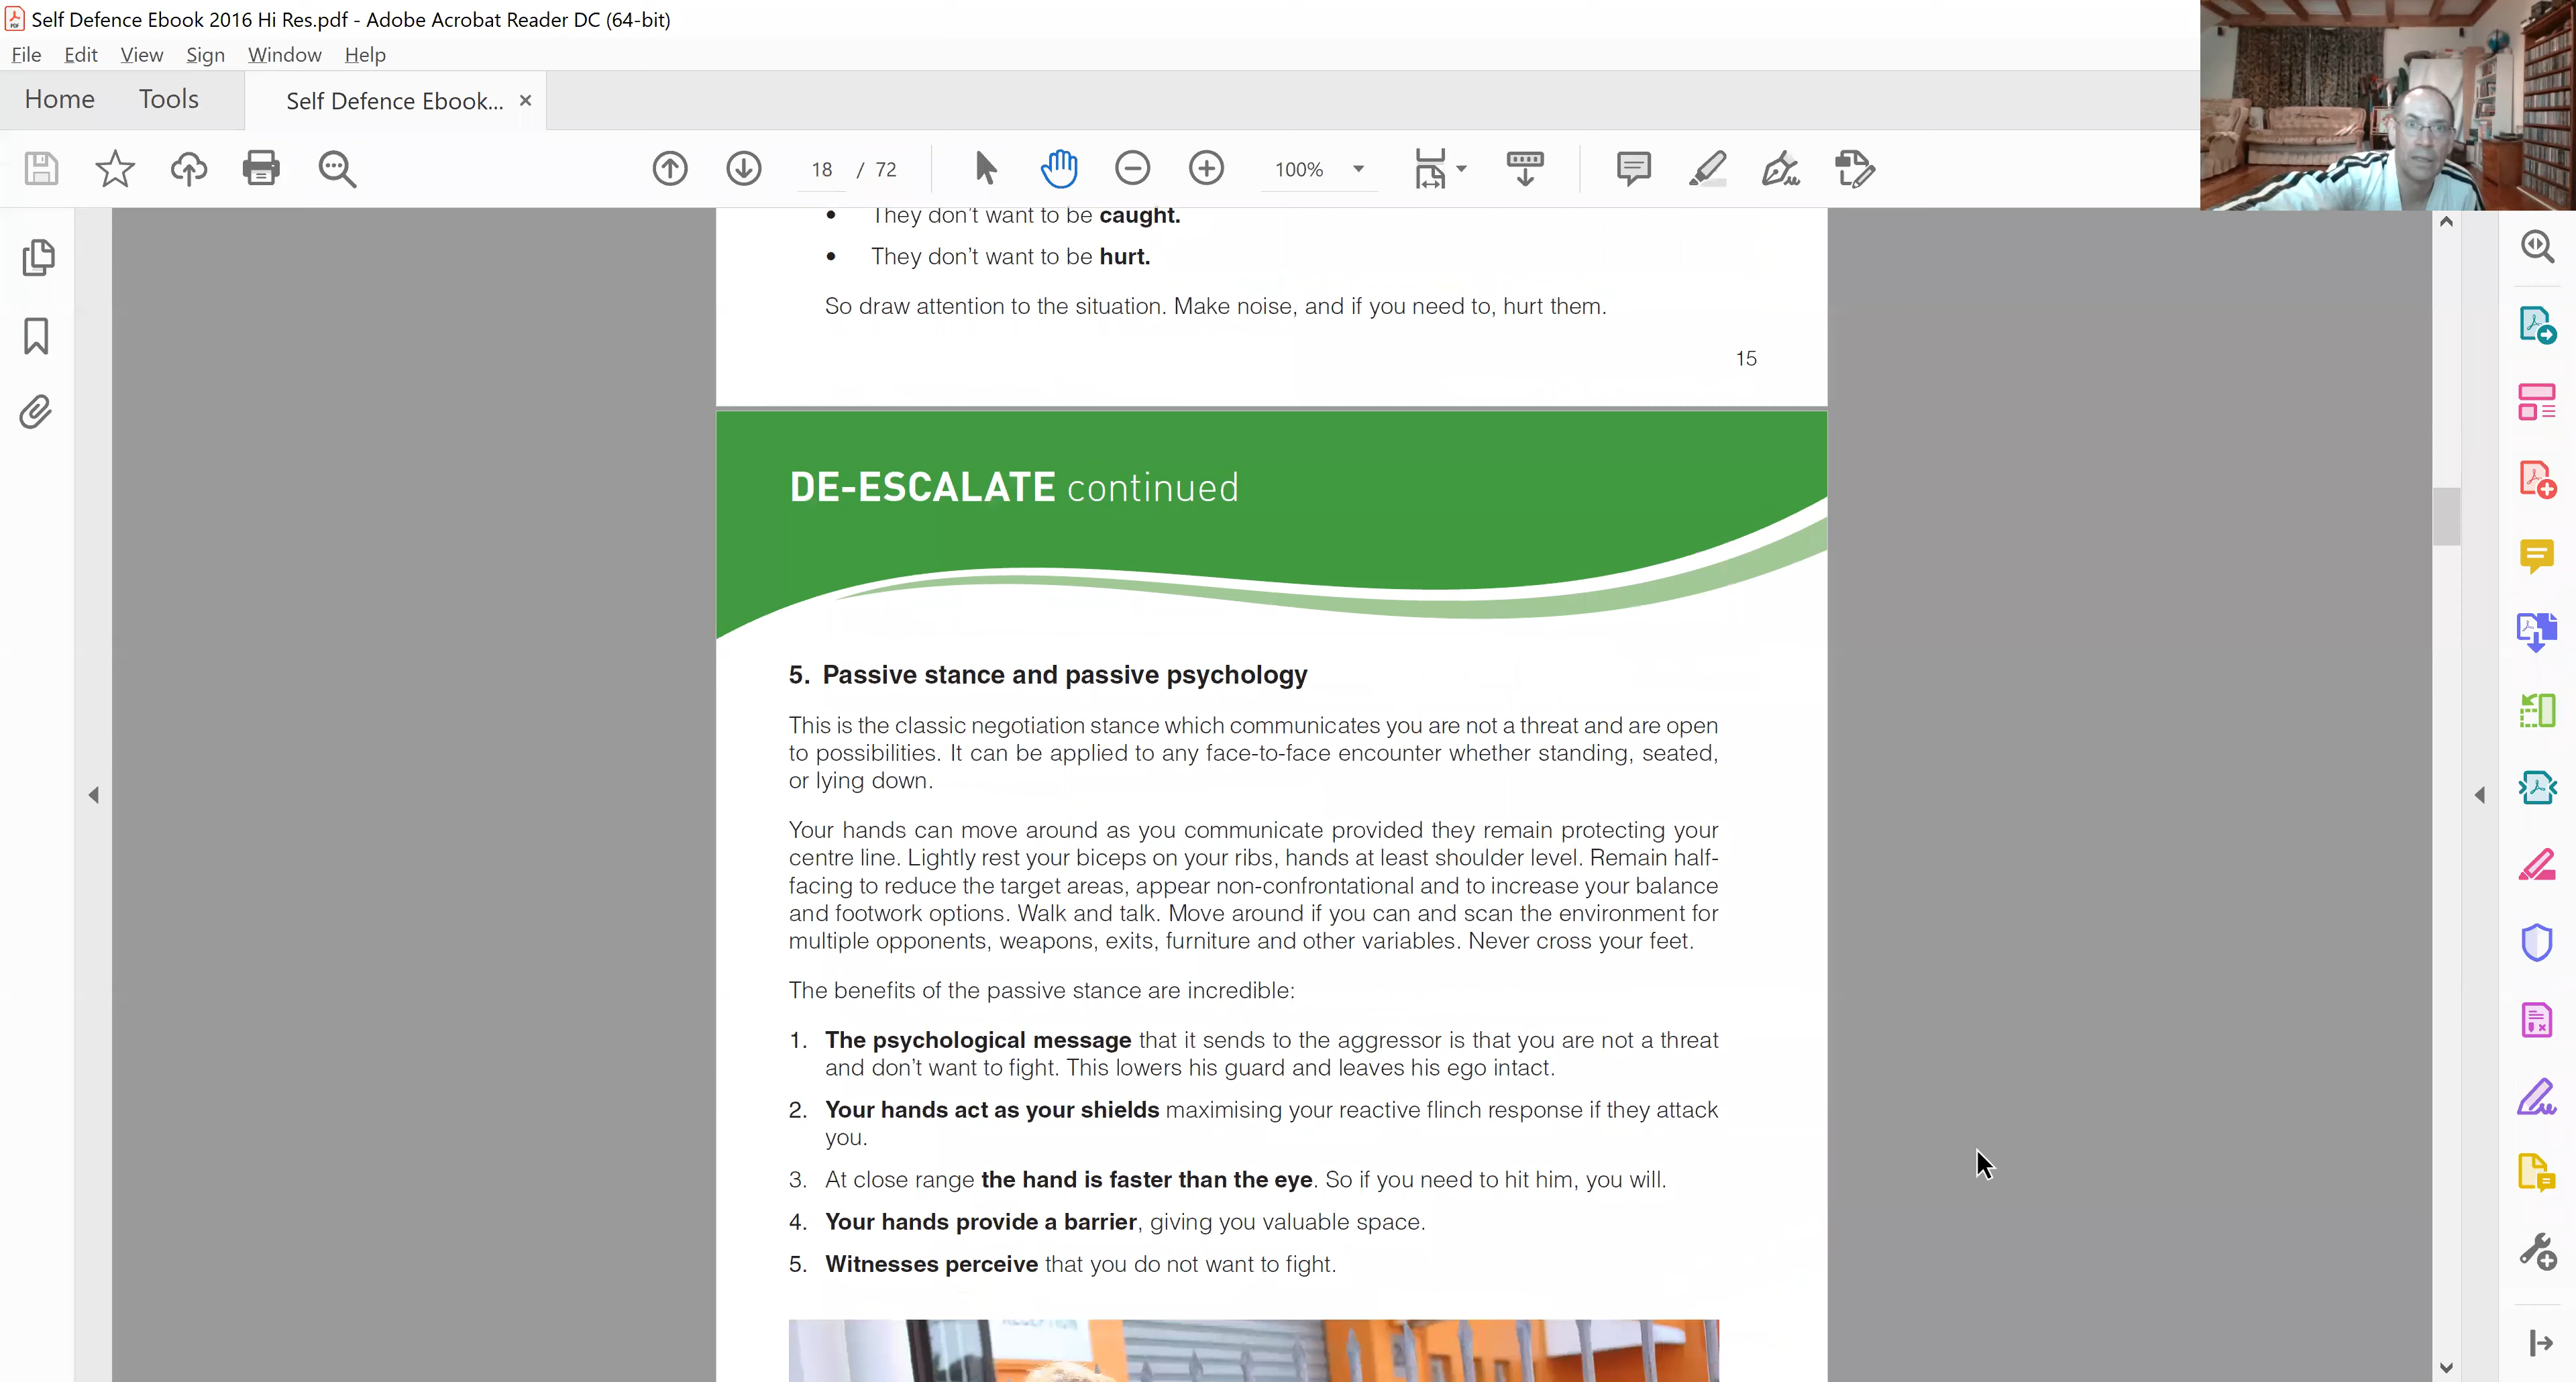 Self Defence Ebook 2016 Hi Res.pdf - Adobe Acrobat Reader DC (64-bit)
File Edit View Sign Window Help
Home Tools Self Defence Ebook... ×
18 / 72 100%
They don't want to be caught.
They don't want to be hurt.
So draw attention to the situation. Make noise, and if you need to, hurt them.
15
DE-ESCALATE continued
5. Passive stance and passive psychology
This is the classic negotiation stance which communicates you are not a threat and are open
to possibilities. It can be applied to any face-to-face encounter whether standing, seated,
or lying down.
Your hands can move around as you communicate provided they remain protecting your
centre line. Lightly rest your biceps on your ribs, hands at least shoulder level. Remain half-
facing to reduce the target areas, appear non-confrontational and to increase your balance
and footwork options. Walk and talk. Move around if you can and scan the environment for
multiple opponents, weapons, exits, furniture and other variables. Never cross your feet.
The benefits of the passive stance are incredible:
1. The psychological message that it sends to the aggressor is that you are not a threat
and don't want to fight. This lowers his guard and leaves his ego intact.
2. Your hands act as your shields maximising your reactive flinch response if they attack
you.
3. At close range the hand is faster than the eye. So if you need to hit him, you will.
4. Your hands provide a barrier, giving you valuable space.
5. Witnesses perceive that you do not want to fight.